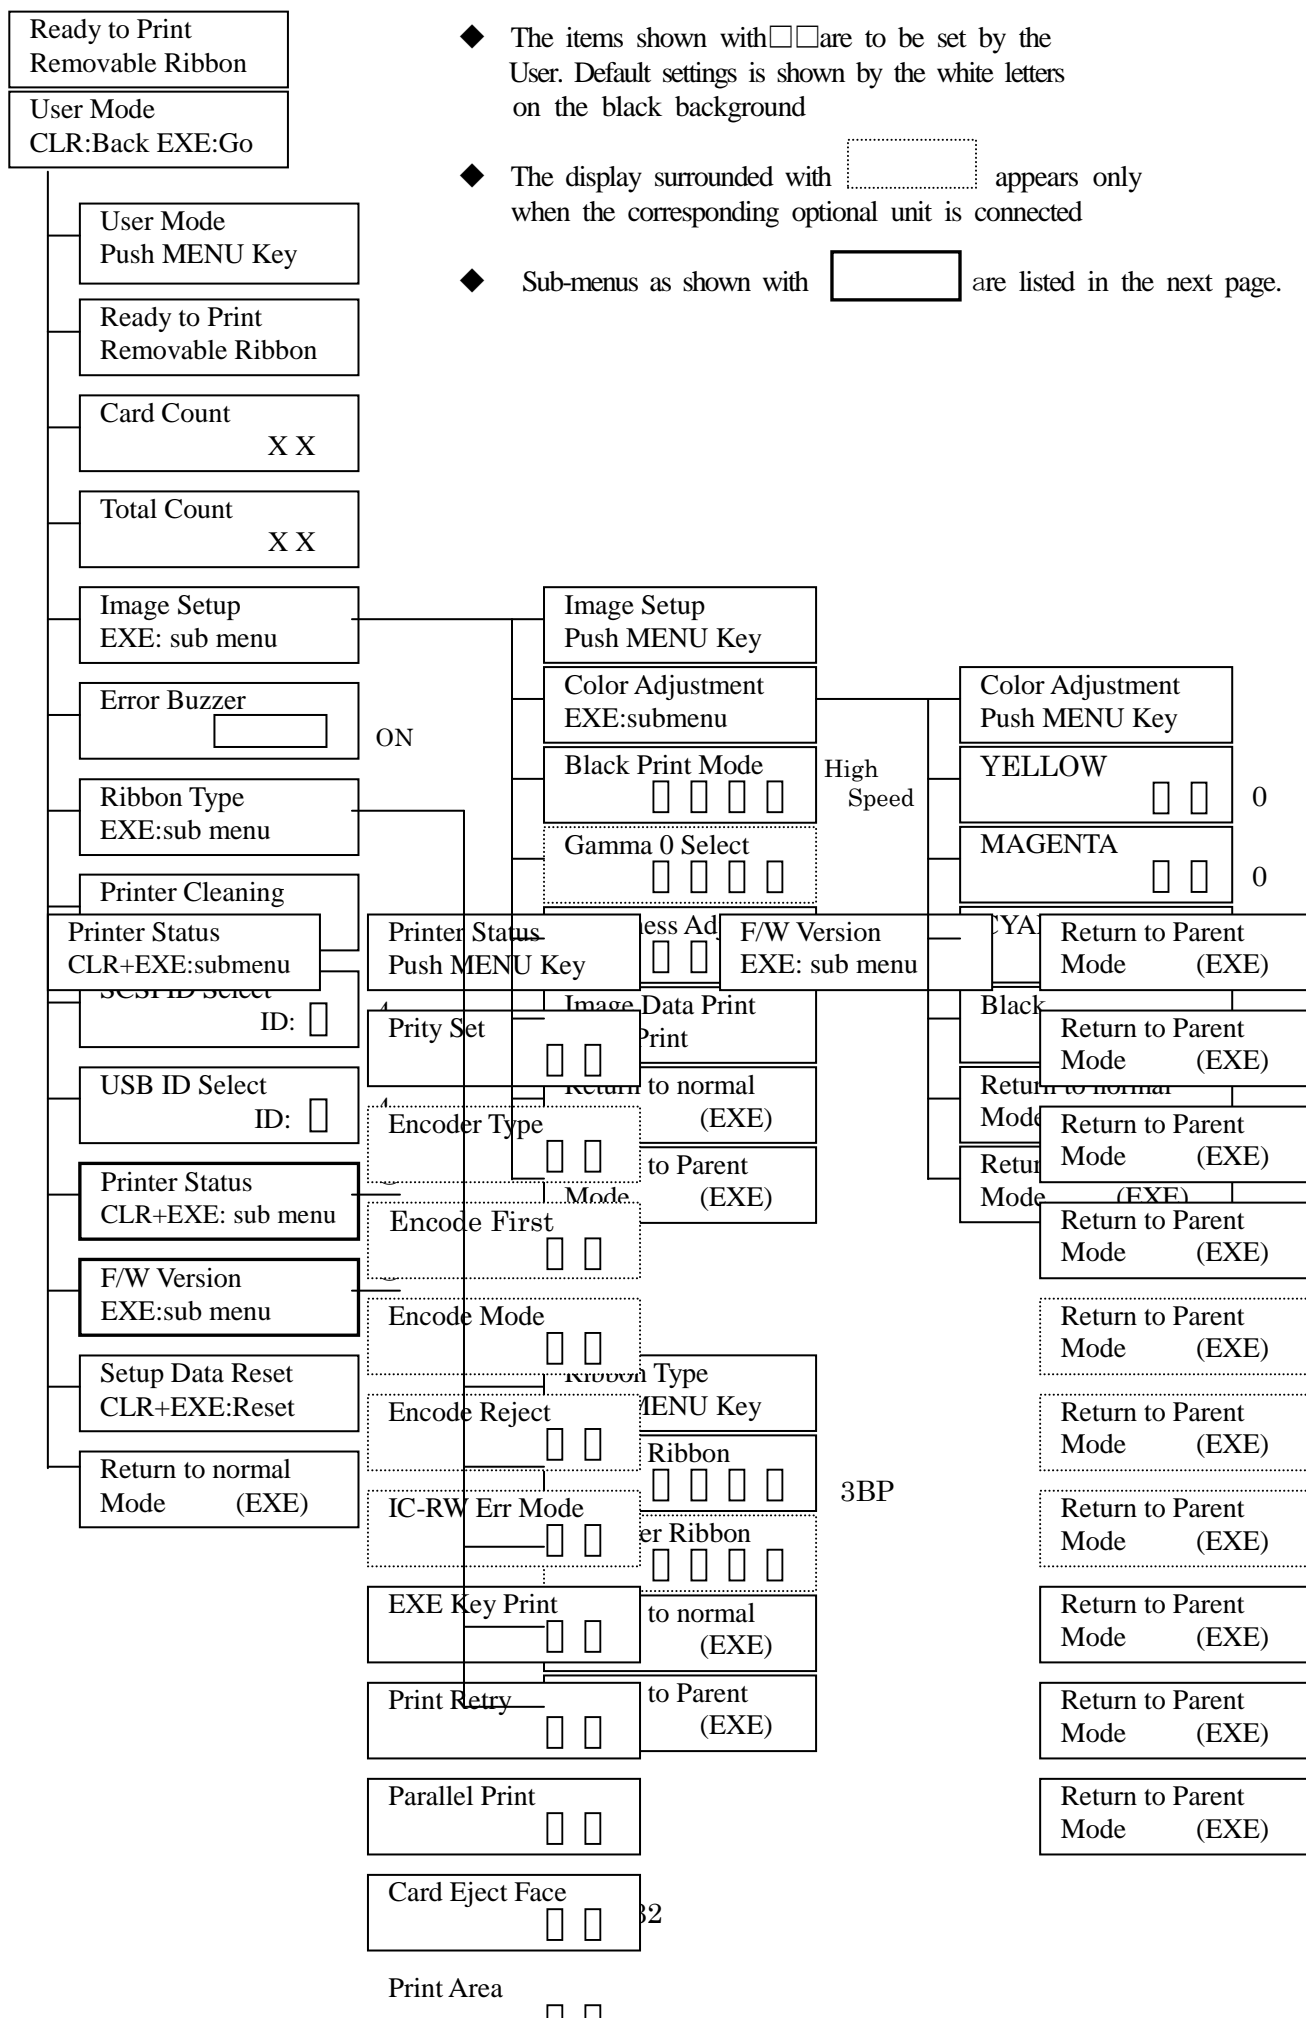 Ready to Print
Removable Ribbon
User Mode
CLR:Back EXE:Go
◆ The items shown with□□are to be set by the
User. Default settings is shown by the white letters
on the black background
◆ The display surrounded with appears only
when the corresponding optional unit is connected
◆ Sub-menus as shown with are listed in the next page.
User Mode
Push MENU Key
Ready to Print
Removable Ribbon
Card Count
X X
Total Count
X X
Image Setup
EXE: sub menu
Error Buzzer
ON
Ribbon Type
EXE:sub menu
Printer Cleaning
Printer Status
CLR+EXE:submenu
SCSI ID Select
ID:
USB ID Select
ID:
Printer Status
CLR+EXE: sub menu
F/W Version
EXE:sub menu
Setup Data Reset
CLR+EXE:Reset
Return to normal
Mode (EXE)
Image Setup
Push MENU Key
Color Adjustment
EXE:submenu
Black Print Mode
High
Speed
Gamma 0 Select
Image Data Print
Print
Return to normal
(EXE)
to Parent
Mode (EXE)
Color Adjustment
Push MENU Key
YELLOW
0
MAGENTA
0
Black
Return to normal
Mode
Mode (EXE)
Printer Status
Push MENU Key
Prity Set
Encoder Type
Encode First
Encode Mode
Encode Reject
IC-RW Err Mode
EXE Key Print
Print Retry
Parallel Print
Card Eject Face
Print Area
F/W Version
EXE: sub menu
Ribbon Type
MENU Key
Ribbon
3BP
Ribbon
to normal
(EXE)
to Parent
(EXE)
Return to Parent
Mode (EXE)
Return to Parent
Mode (EXE)
Return to Parent
Mode (EXE)
Return to Parent
Mode (EXE)
Return to Parent
Mode (EXE)
Return to Parent
Mode (EXE)
Return to Parent
Mode (EXE)
Return to Parent
Mode (EXE)
Return to Parent
Mode (EXE)
Return to Parent
Mode (EXE)